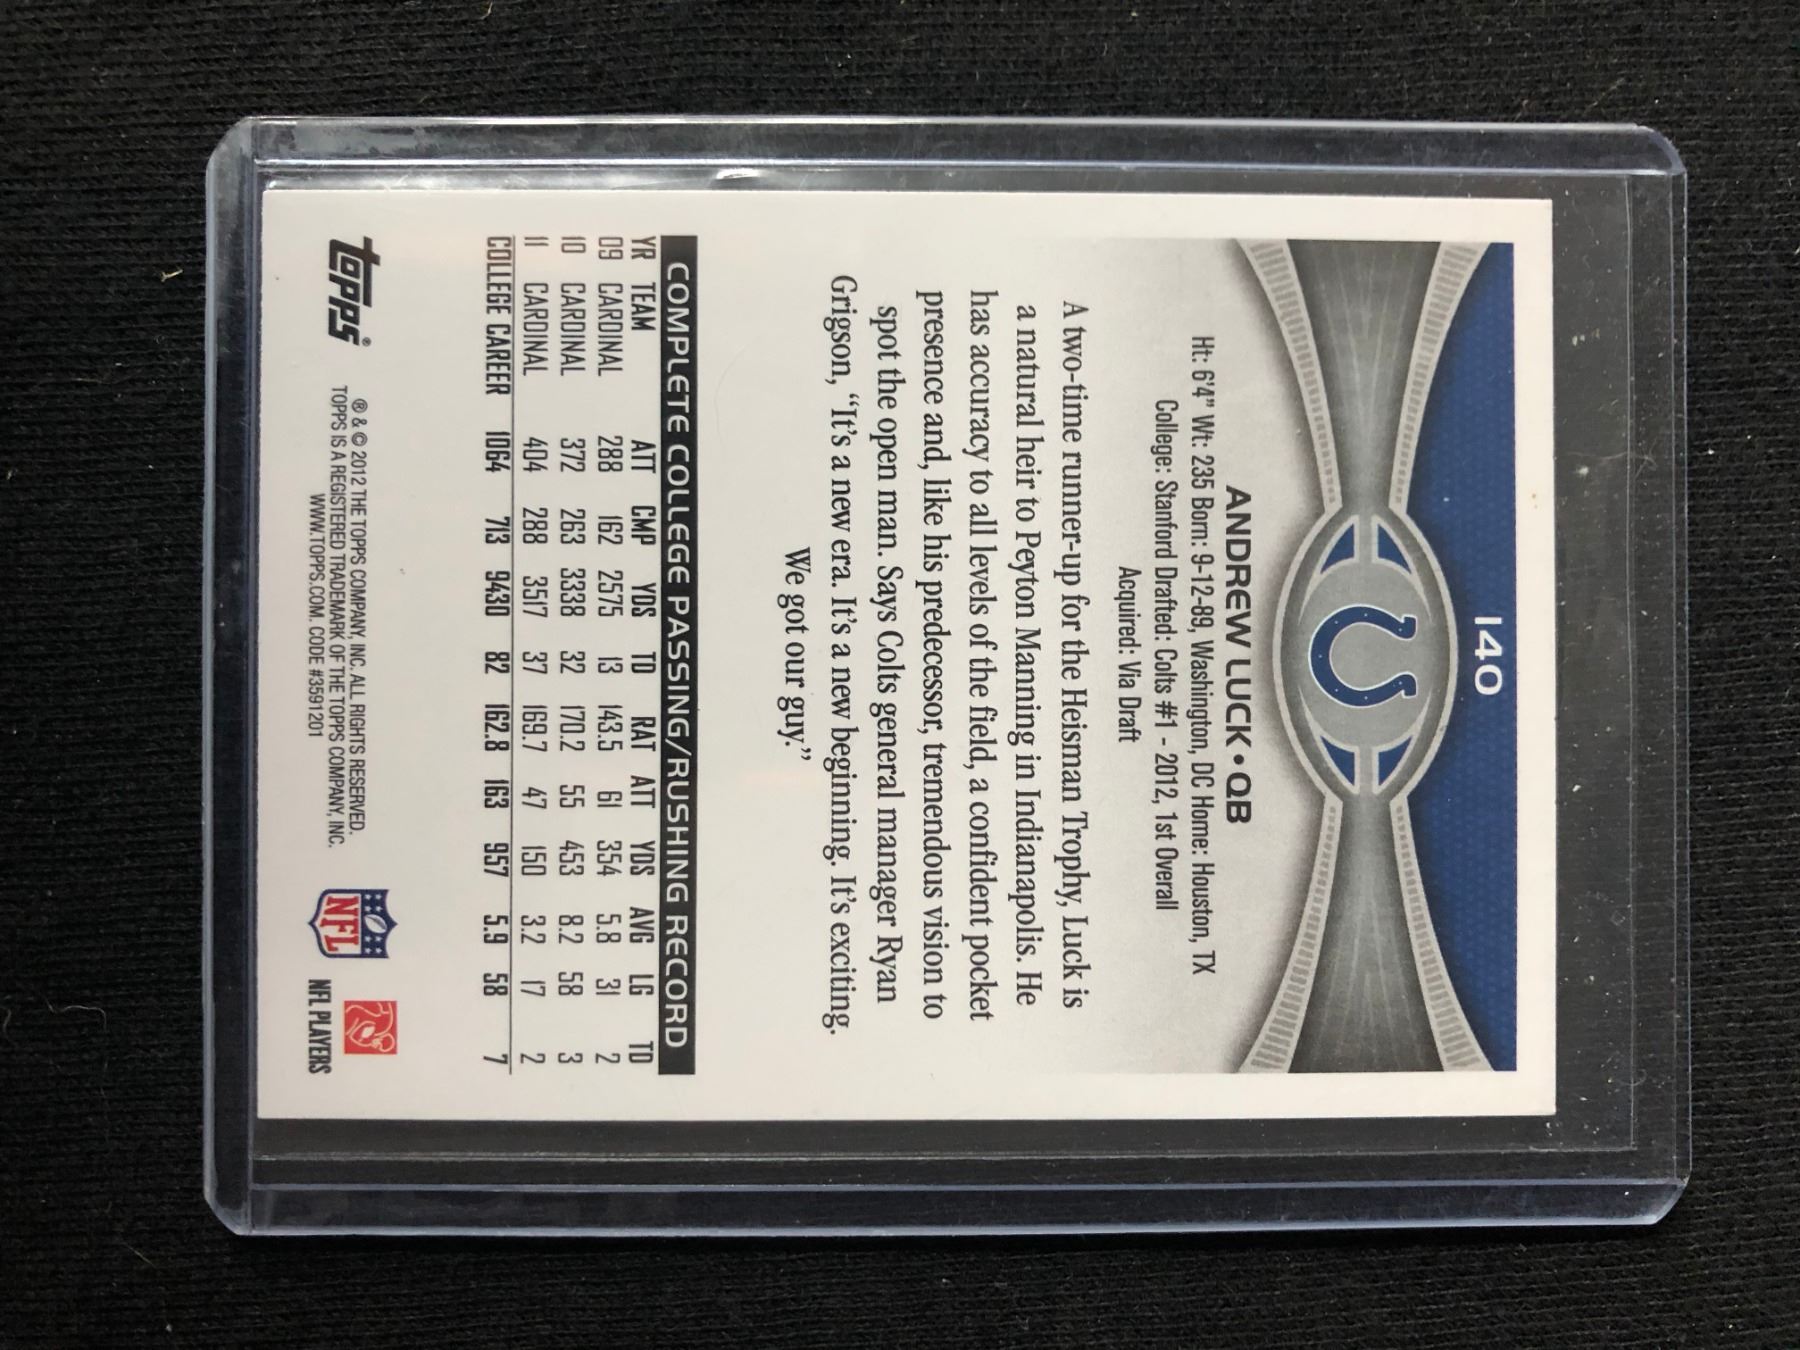 140
ANDREW LUCK • QB
Ht: 6'4" Wt: 235 Born: 9-12-89, Washington, DC Home: Houston, TX
College: Stanford Drafted: Colts #1 - 2012, 1st Overall
Acquired: Via Draft
A two-time runner-up for the Heisman Trophy, Luck is
a natural heir to Peyton Manning in Indianapolis. He
has accuracy to all levels of the field, a confident pocket
presence and, like his predecessor, tremendous vision to
spot the open man. Says Colts general manager Ryan
Grigson, “It’s a new era. It’s a new beginning. It’s exciting.
We got our guy.”
COMPLETE COLLEGE PASSING/RUSHING RECORD
YR TEAM ATT CMP YDS TD RAT ATT YDS AVG LG TD
09 CARDINAL 288 162 2575 13 143.5 61 354 5.8 31 2
10 CARDINAL 372 263 3338 32 170.2 55 453 8.2 58 3
11 CARDINAL 404 288 3517 37 169.7 47 150 3.2 17 2
COLLEGE CAREER 1064 713 9430 82 162.8 163 957 5.9 58 7
topps®
® & © 2012 THE TOPPS COMPANY, INC. ALL RIGHTS RESERVED.
TOPPS IS A REGISTERED TRADEMARK OF THE TOPPS COMPANY, INC.
WWW.TOPPS.COM. CODE #3591201
NFL
NFL PLAYERS